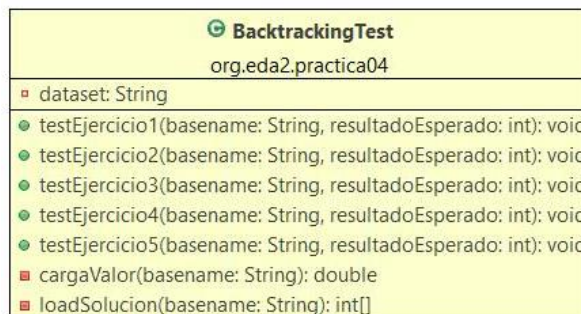 BacktrackingTest
org.eda2.practica04
dataset: String
testEjercicio1(basename: String, resultadoEsperado: int): void
testEjercicio2(basename: String, resultadoEsperado: int): void
testEjercicio3(basename: String, resultadoEsperado: int): void
testEjercicio4(basename: String, resultadoEsperado: int): void
testEjercicio5(basename: String, resultadoEsperado: int): void
cargaValor(basename: String): double
loadSolucion(basename: String): int[]